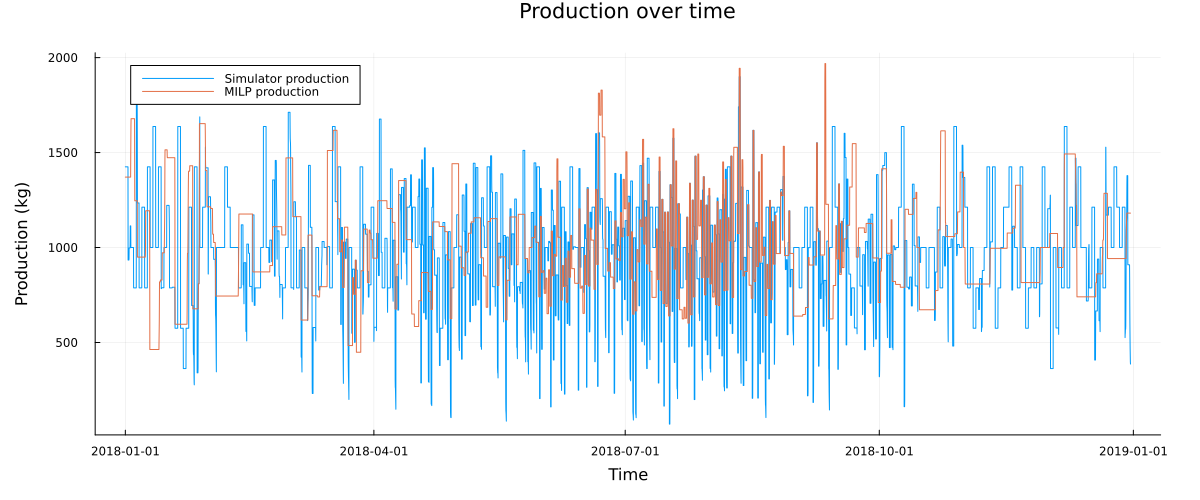 Production over time
Production (kg)
2000
1500
1000
500
Simulator production
MILP production
2018-01-01
2018-04-01
2018-07-01
2018-10-01
2019-01-01
Time